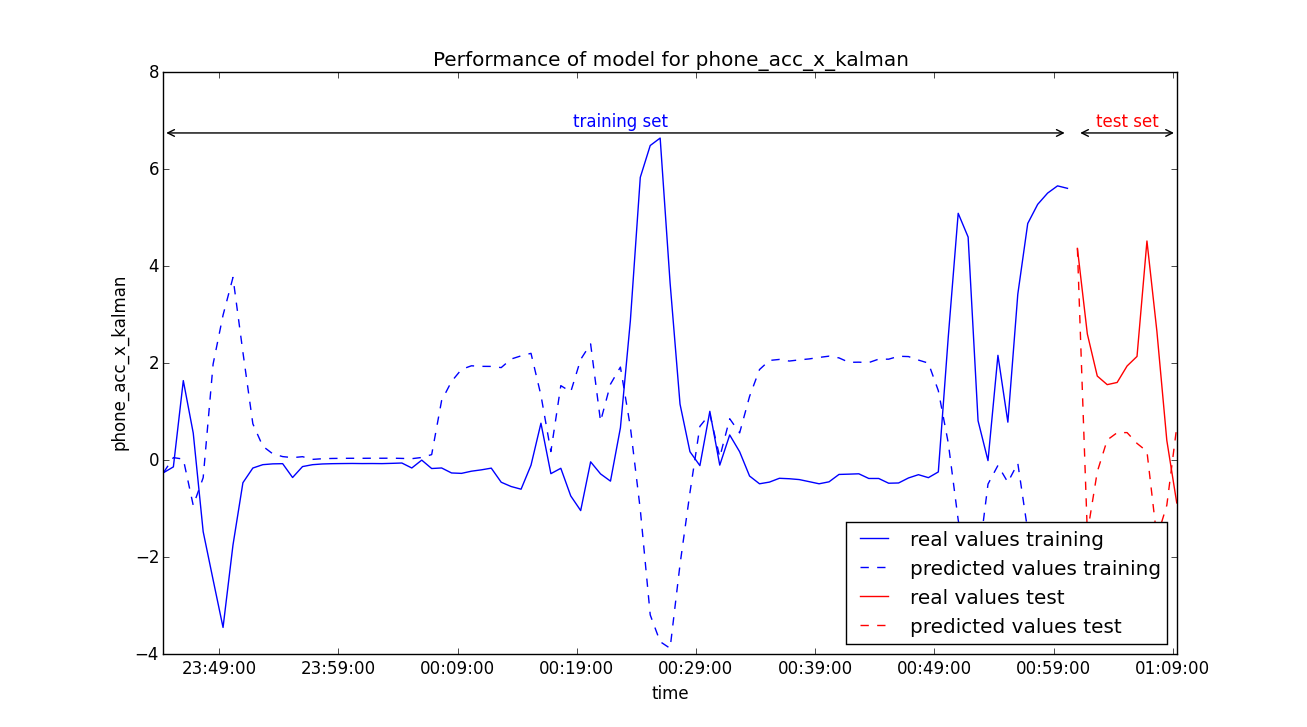 Performance of model for phone_acc_x_kalman
8
training set
test set
6
4
2
0
−2
−4
phone_acc_x_kalman
real values training
predicted values training
real values test
predicted values test
23:49:00 23:59:00 00:09:00 00:19:00 00:29:00 00:39:00 00:49:00 00:59:00 01:09:00
time